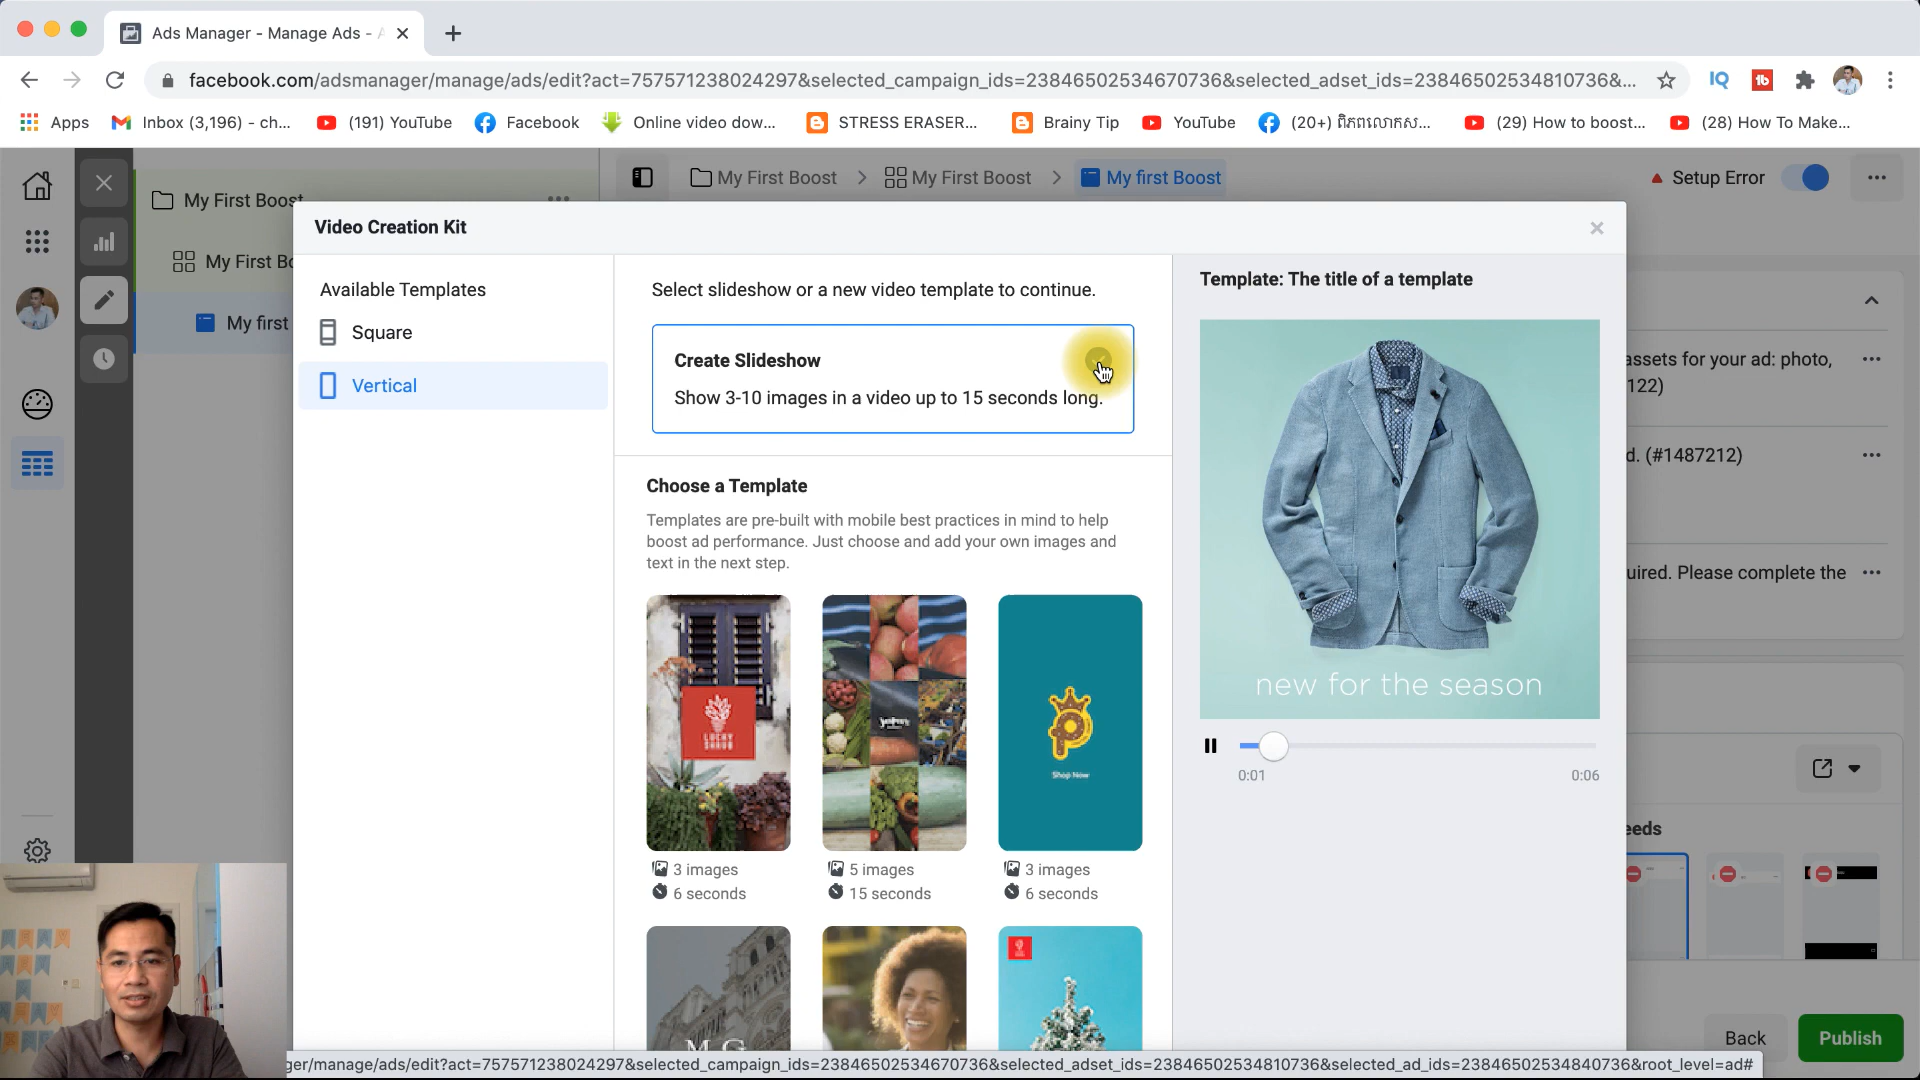 Ads Manager - Manage Ads - A
facebook.com/adsmanager/manage/ads/edit?act=757571238024297&selected_campaign_ids=23846502534670736&selected_adset_ids=23846502534810736&...
Apps
Inbox (3,196) - ch...
(191) YouTube
Facebook
Online video dow...
STRESS ERASER...
Brainy Tip
YouTube
(20+) ពិភពលោកស...
(29) How to boost...
(28) How To Make...
My First Boost
My First Bo
My first
My First Boost
My First Boost
My first Boost
Setup Error
Video Creation Kit
Available Templates
Square
Vertical
Select slideshow or a new video template to continue.
Create Slideshow
Show 3-10 images in a video up to 15 seconds long.
Choose a Template
Templates are pre-built with mobile best practices in mind to help
boost ad performance. Just choose and add your own images and
text in the next step.
LUCKY
SHRUB
Shop Now
3 images
6 seconds
5 images
15 seconds
3 images
6 seconds
Template: The title of a template
new for the season
0:01
0:06
assets for your ad: photo,
122)
d. (#1487212)
uired. Please complete the
eeds
Back
Publish
ger/manage/ads/edit?act=757571238024297&selected_campaign_ids=23846502534670736&selected_adset_ids=23846502534810736&selected_ad_ids=23846502534840736&root_level=ad#